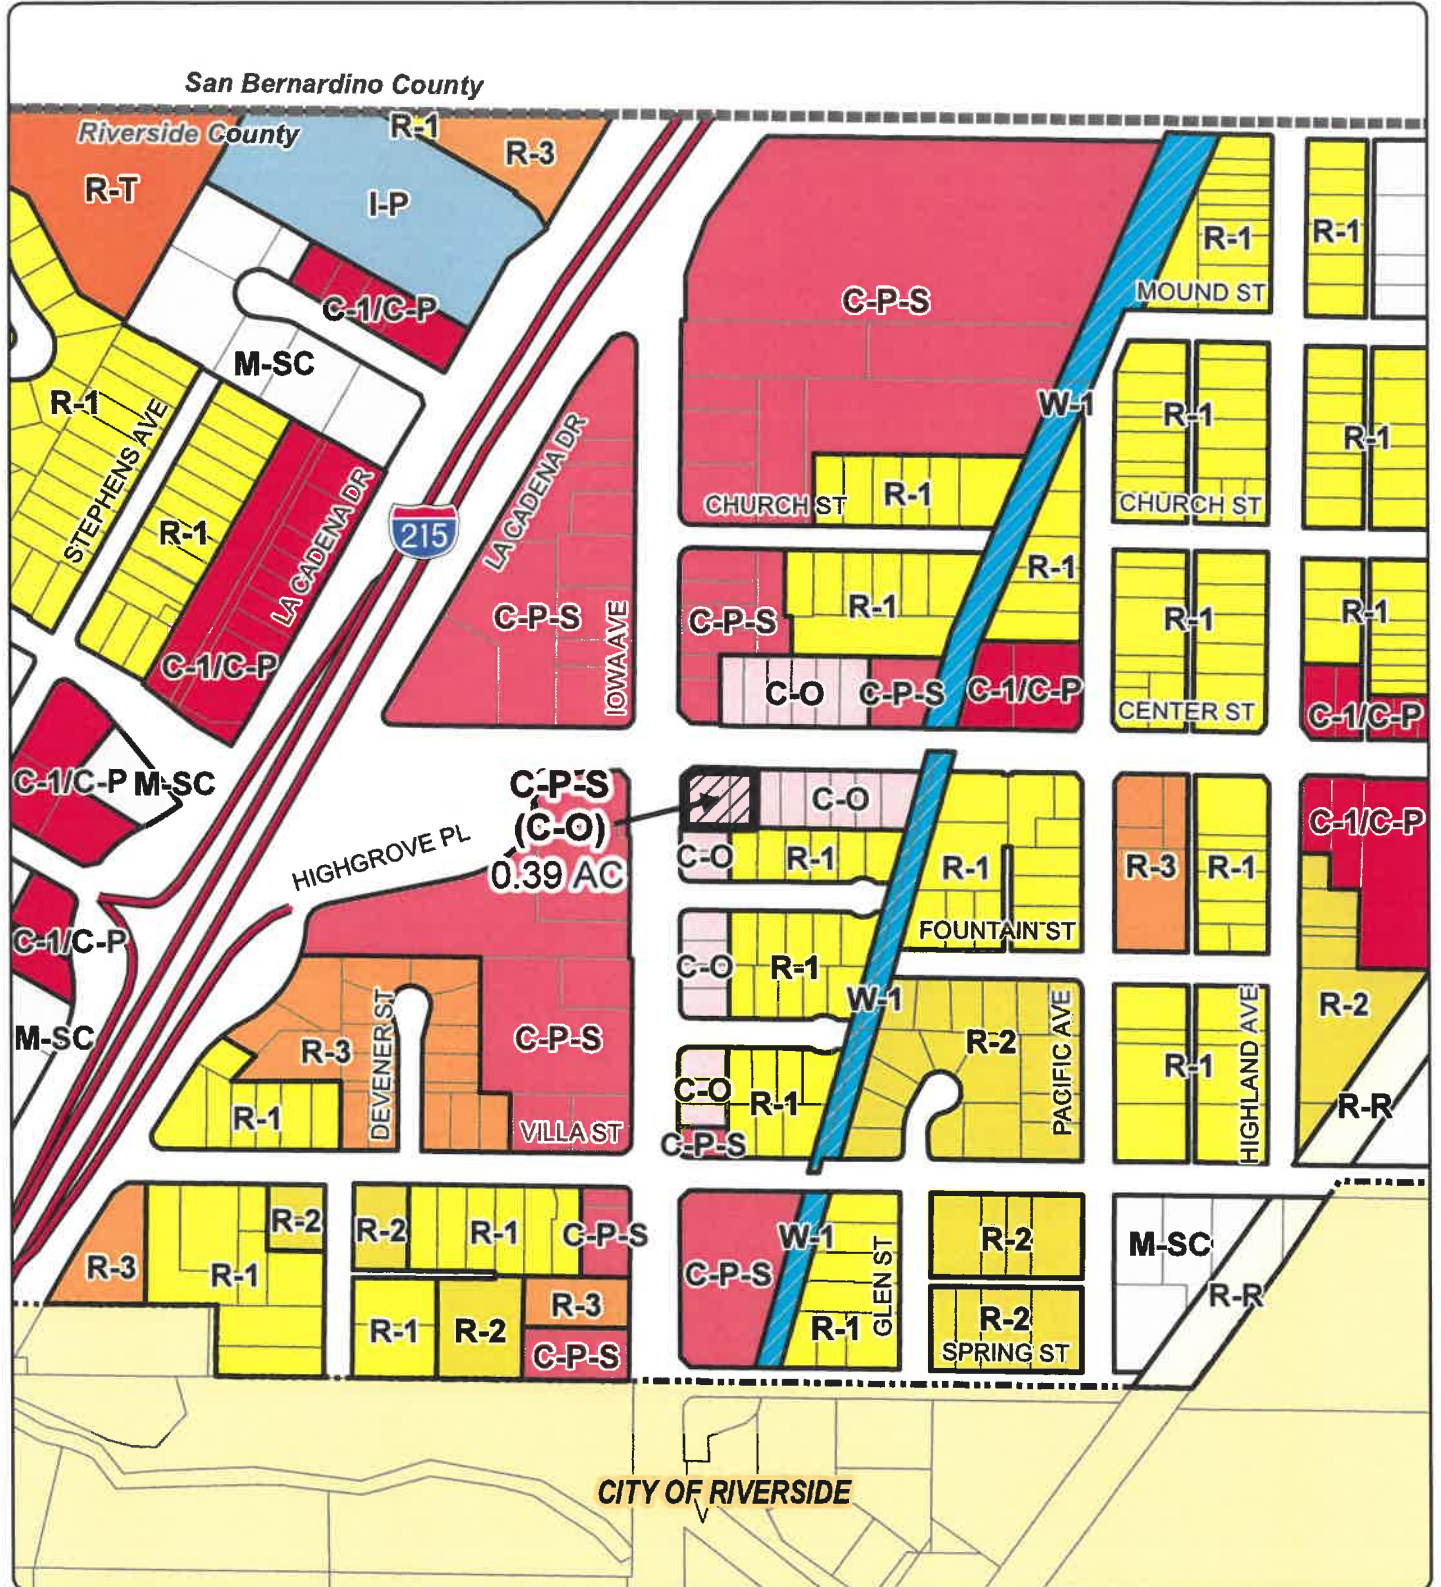 San Bernardino County
Riverside County
R-1
R-3
R-T
I-P
R-1
R-1
C-P-S
MOUND ST
C-1/C-P
M-SC
R-1
STEPHENS AVE
W-1
R-1
R-1
LA CADENA DR
R-1
CHURCH ST
CHURCH ST
R-1
LA CADENA DR
215
R-1
R-1
C-P-S
IOWA AVE
C-P-S
R-1
R-1
C-1/C-P
C-O
C-P-S
C-1/C-P
CENTER ST
C-1/C-P
C-1/C-P
M-SC
C-P-S
(C-O)
0.39 AC
C-O
C-1/C-P
HIGHGROVE PL
C-O
R-1
R-1
R-3
R-1
C-1/C-P
FOUNTAIN ST
C-O
R-1
W-1
R-2
M-SC
R-3
DEVENER ST
C-P-S
R-2
PACIFIC AVE
R-1
HIGHLAND AVE
C-O
R-1
R-R
R-1
VILLA ST
C-P-S
R-2
R-2
R-1
C-P-S
W-1
R-2
M-SC
R-3
R-1
C-P-S
GLEN ST
R-R
R-3
R-1
R-2
R-1
R-2
C-P-S
SPRING ST
CITY OF RIVERSIDE